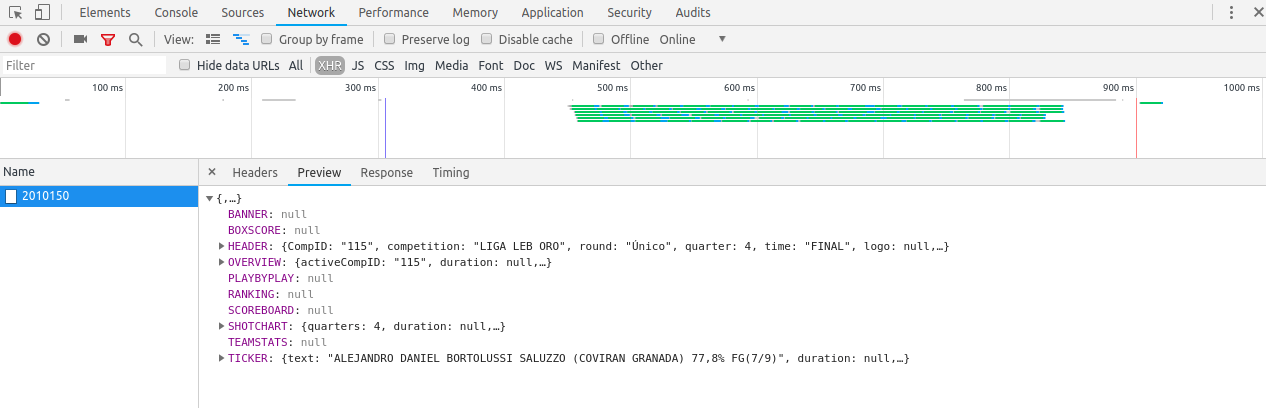 Elements Console Sources Network Performance Memory Application Security Audits
View: Group by frame Preserve log Disable cache Offline Online
Filter Hide data URLs All XHR JS CSS Img Media Font Doc WS Manifest Other
100 ms 200 ms 300 ms 400 ms 500 ms 600 ms 700 ms 800 ms 900 ms 1000 ms
Name × Headers Preview Response Timing
2010150
{,…}
BANNER: null
BOXSCORE: null
HEADER: {CompID: "115", competition: "LIGA LEB ORO", round: "Único", quarter: 4, time: "FINAL", logo: null,…}
OVERVIEW: {activeCompID: "115", duration: null,…}
PLAYBYPLAY: null
RANKING: null
SCOREBOARD: null
SHOTCHART: {quarters: 4, duration: null,…}
TEAMSTATS: null
TICKER: {text: "ALEJANDRO DANIEL BORTOLUSSI SALUZZO (COVIRAN GRANADA) 77,8% FG(7/9)", duration: null,…}